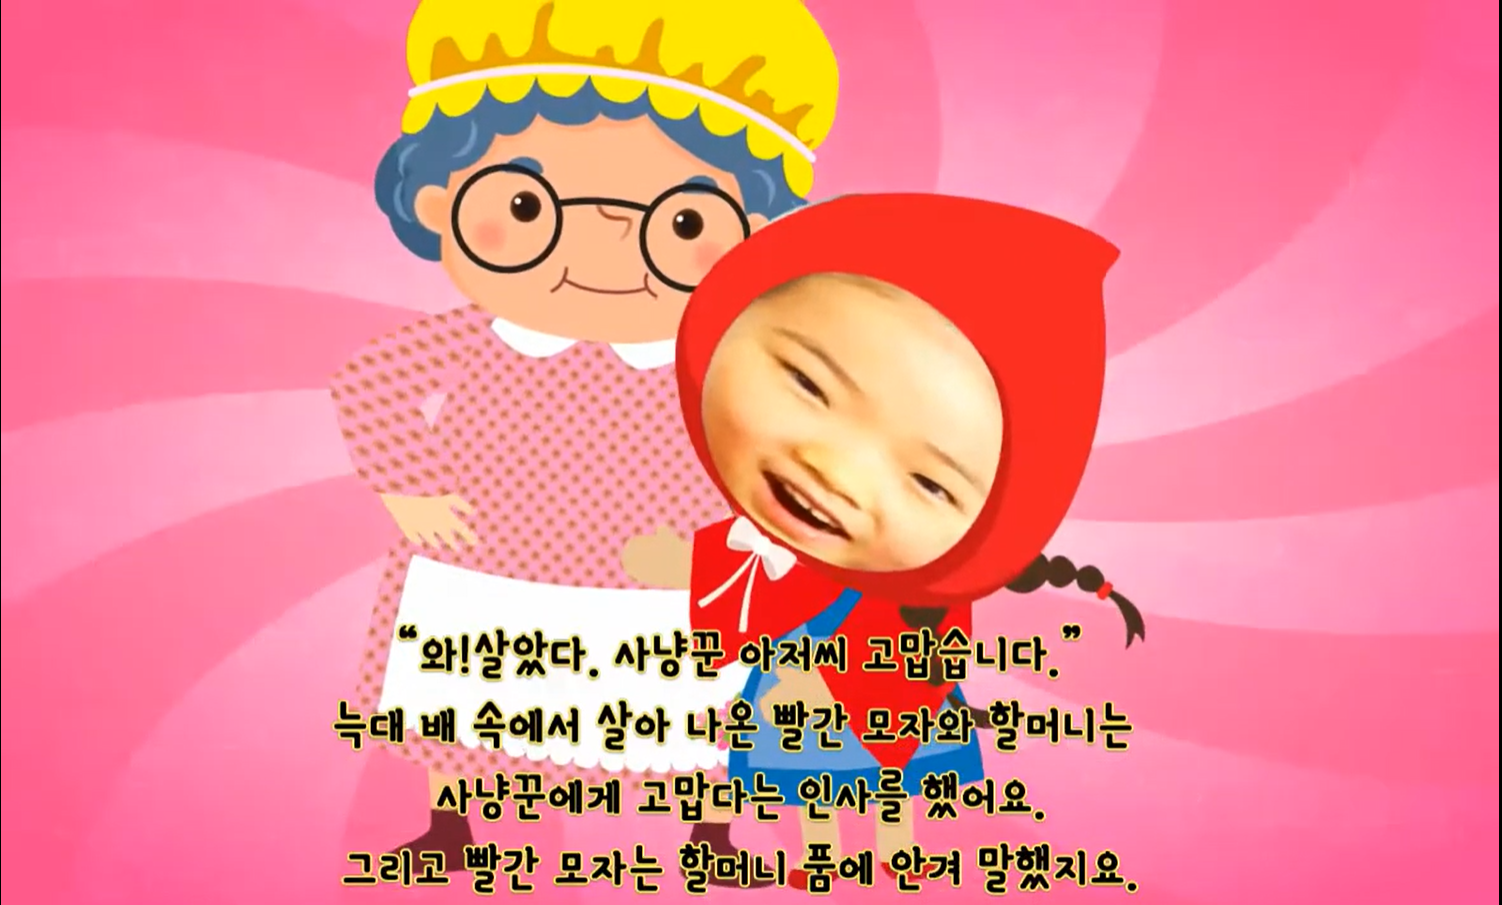 “와!살았다. 사냥꾼 아저씨 고맙습니다.”
늑대 배 속에서 살아 나온 빨간 모자와 할머니는
사냥꾼에게 고맙다는 인사를 했어요.
그리고 빨간 모자는 할머니 품에 안겨 말했지요.